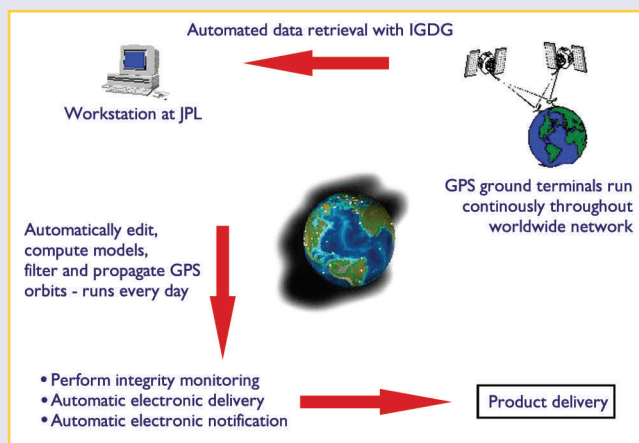 Automated data retrieval with IGDG
Workstation at JPL
GPS ground terminals run
continously throughout
worldwide network
Automatically edit,
compute models,
filter and propagate GPS
orbits - runs every day
• Perform integrity monitoring
• Automatic electronic delivery
• Automatic electronic notification
Product delivery